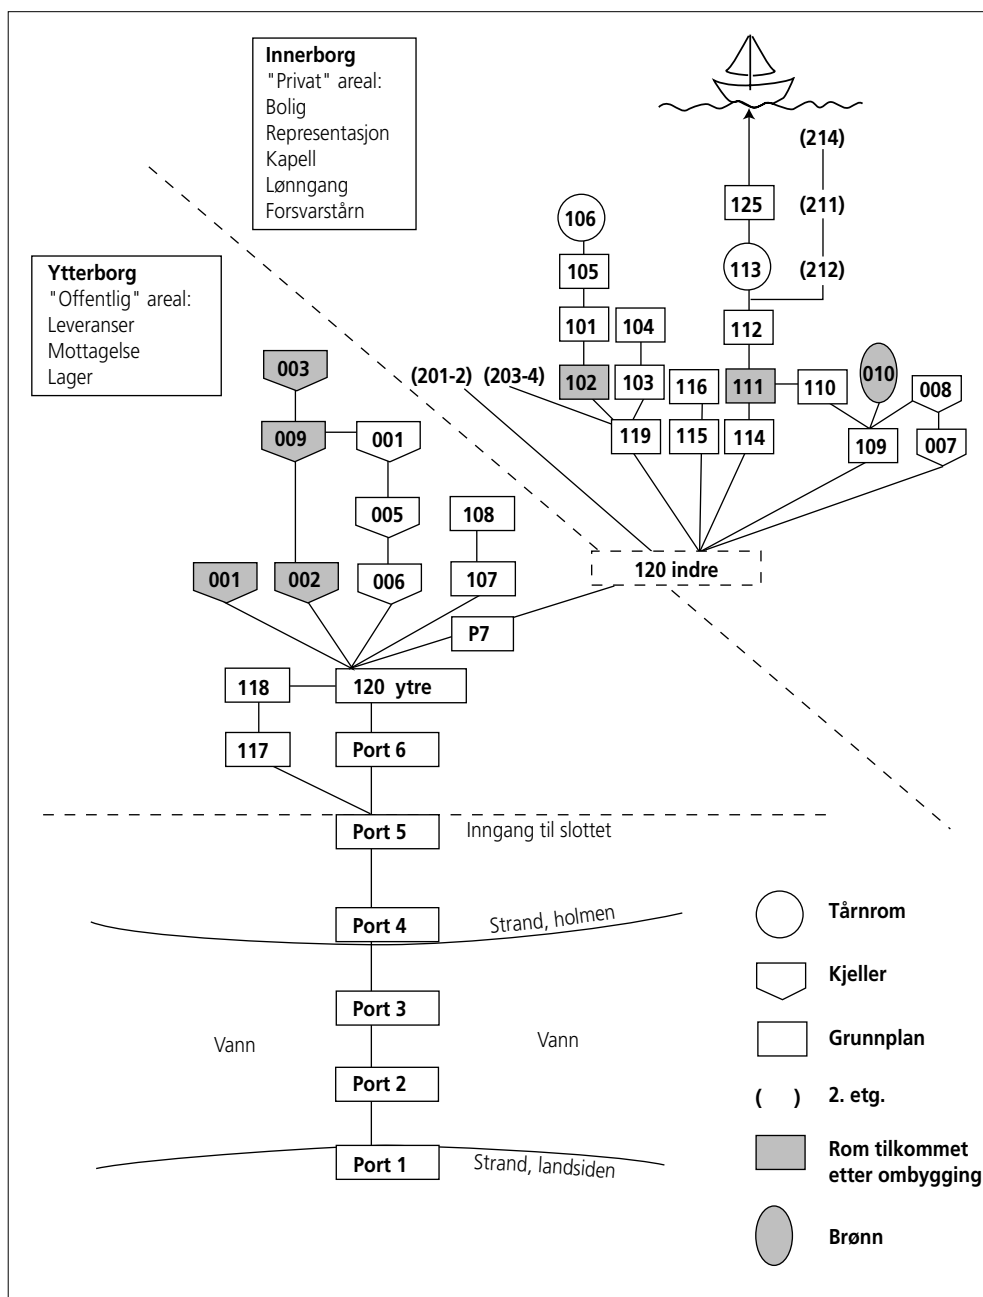 Innerborg
"Privat" areal:
Bolig
Representasjon
Kapell
Lønngang
Forsvarstårn
Ytterborg
"Offentlig" areal:
Leveranser
Mottagelse
Lager
(214)
106
125
(211)
105
113
(212)
101
104
112
003
(201-2)
(203-4)
102
103
116
111
110
010
008
009
001
119
115
114
109
007
005
108
001
002
006
107
120 indre
P7
118
120 ytre
117
Port 6
Port 5
Inngang til slottet
Port 4
Strand, holmen
Port 3
Vann
Vann
Port 2
Port 1
Strand, landsiden
Tårnrom
Kjeller
Grunnplan
( ) 2. etg.
Rom tilkommet
etter ombygging
Brønn